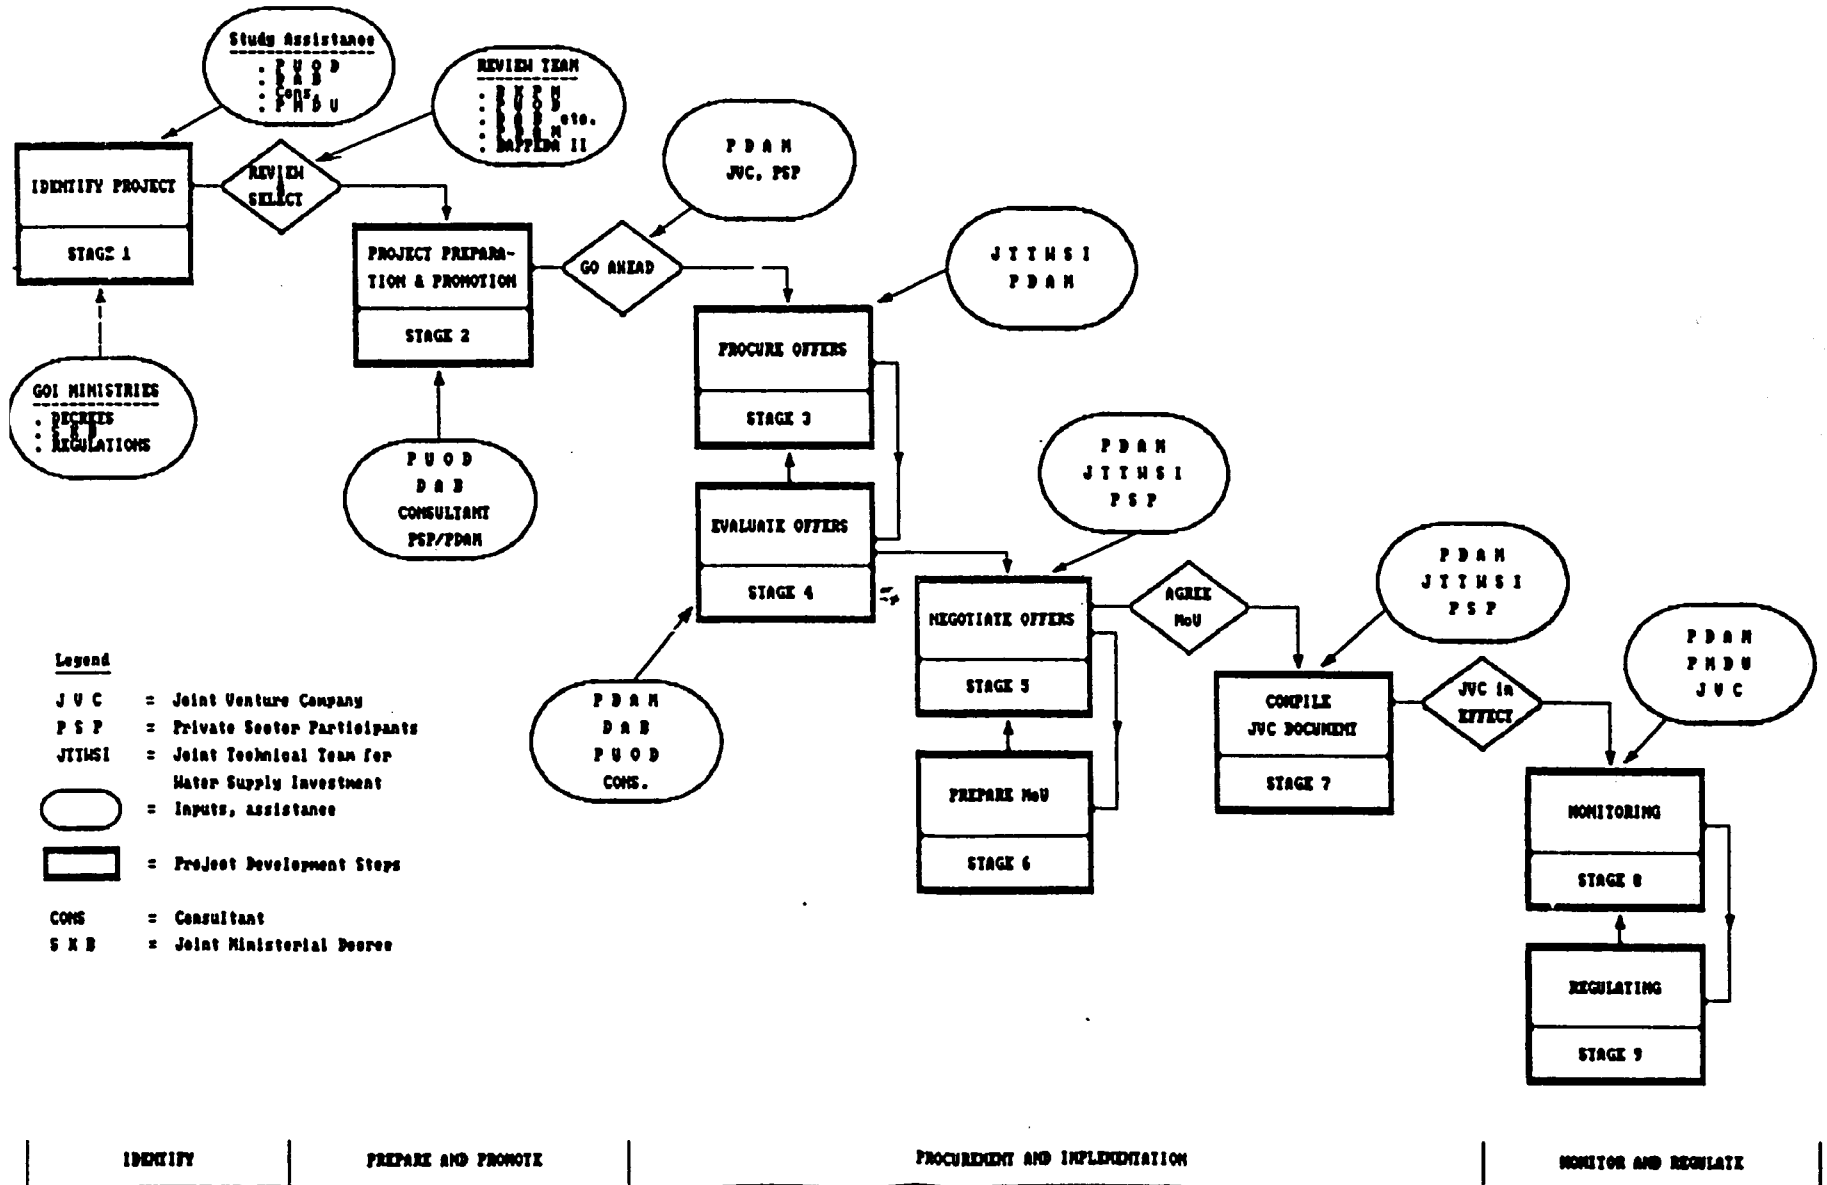 Study Assistance
. P U O D
. D A B
. Cons.
. P M D U
REVIEW TEAM
. P U O D
etc.
. BAPPEDA II
P D A M
JVC, PSP
IDENTIFY PROJECT
STAGE 1
REVIEW
&
SELECT
PROJECT PREPARA-
TION & PROMOTION
STAGE 2
GO AHEAD
J T T W S I
P D A M
PROCURE OFFERS
STAGE 3
GOI MINISTRIES
. DECREES
. S K B
. REGULATIONS
P U O D
D A B
CONSULTANT
PSP/PDAM
EVALUATE OFFERS
STAGE 4
P D A M
J T T W S I
P S P
P D A M
D A B
P U O D
CONS.
NEGOTIATE OFFERS
STAGE 5
AGREE
MoU
P D A M
J T T W S I
P S P
PREPARE MoU
STAGE 6
COMPILE
JVC DOCUMENT
STAGE 7
JVC in
EFFECT
P D A M
P M D U
J V C
MONITORING
STAGE 8
REGULATING
STAGE 9
Legend
J V C = Joint Venture Company
P S P = Private Sector Participants
JTTWSI = Joint Technical Team for
Water Supply Investment
= Inputs, assistance
= Project Development Steps
CONS = Consultant
S K B = Joint Ministerial Decree
IDENTIFY
PREPARE AND PROMOTE
PROCUREMENT AND IMPLEMENTATION
MONITOR AND REGULATE